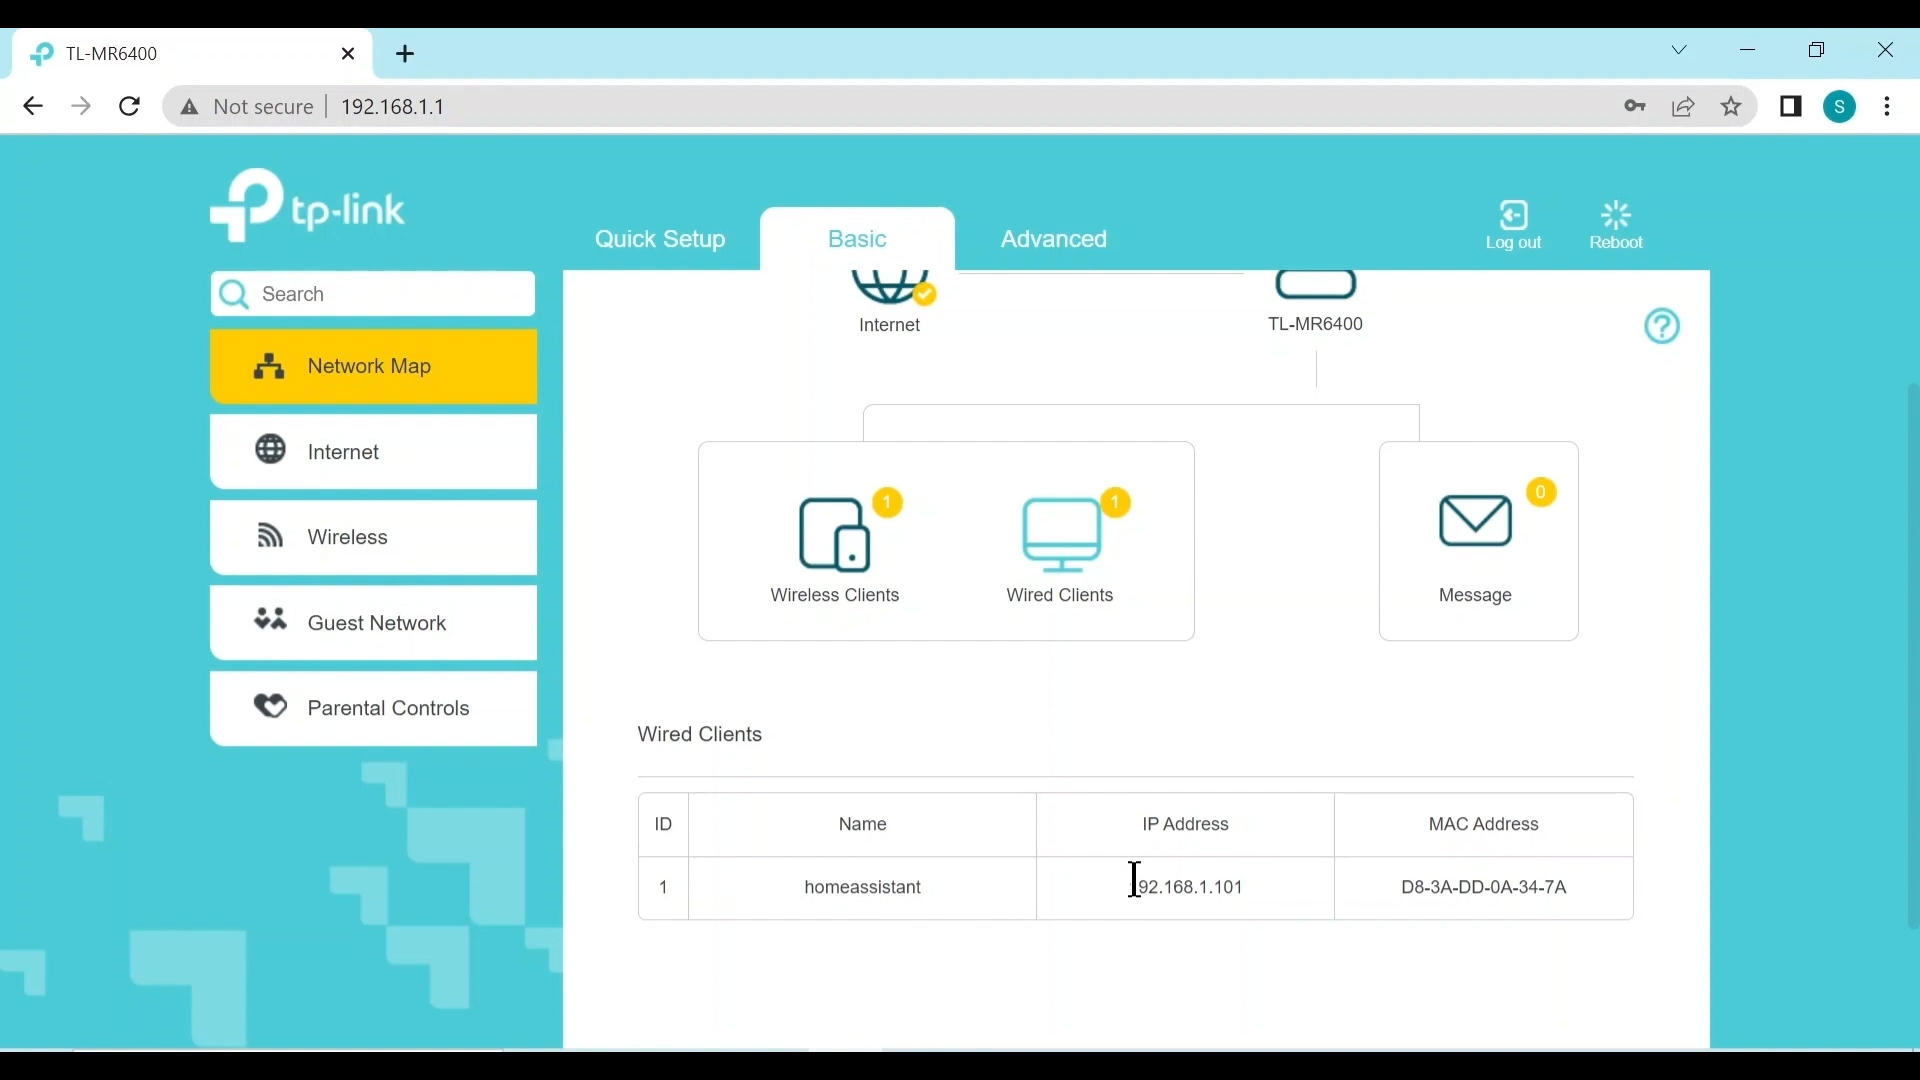 TL-MR6400
Not secure 192.168.1.1
S
tp-link
Quick Setup Basic Advanced Log out Reboot
Search
Network Map
Internet
Wireless
Guest Network
Parental Controls
Internet TL-MR6400
?
1 1 0
Wireless Clients Wired Clients Message
Wired Clients
ID Name IP Address MAC Address
1 homeassistant 92.168.1.101 D8-3A-DD-0A-34-7A